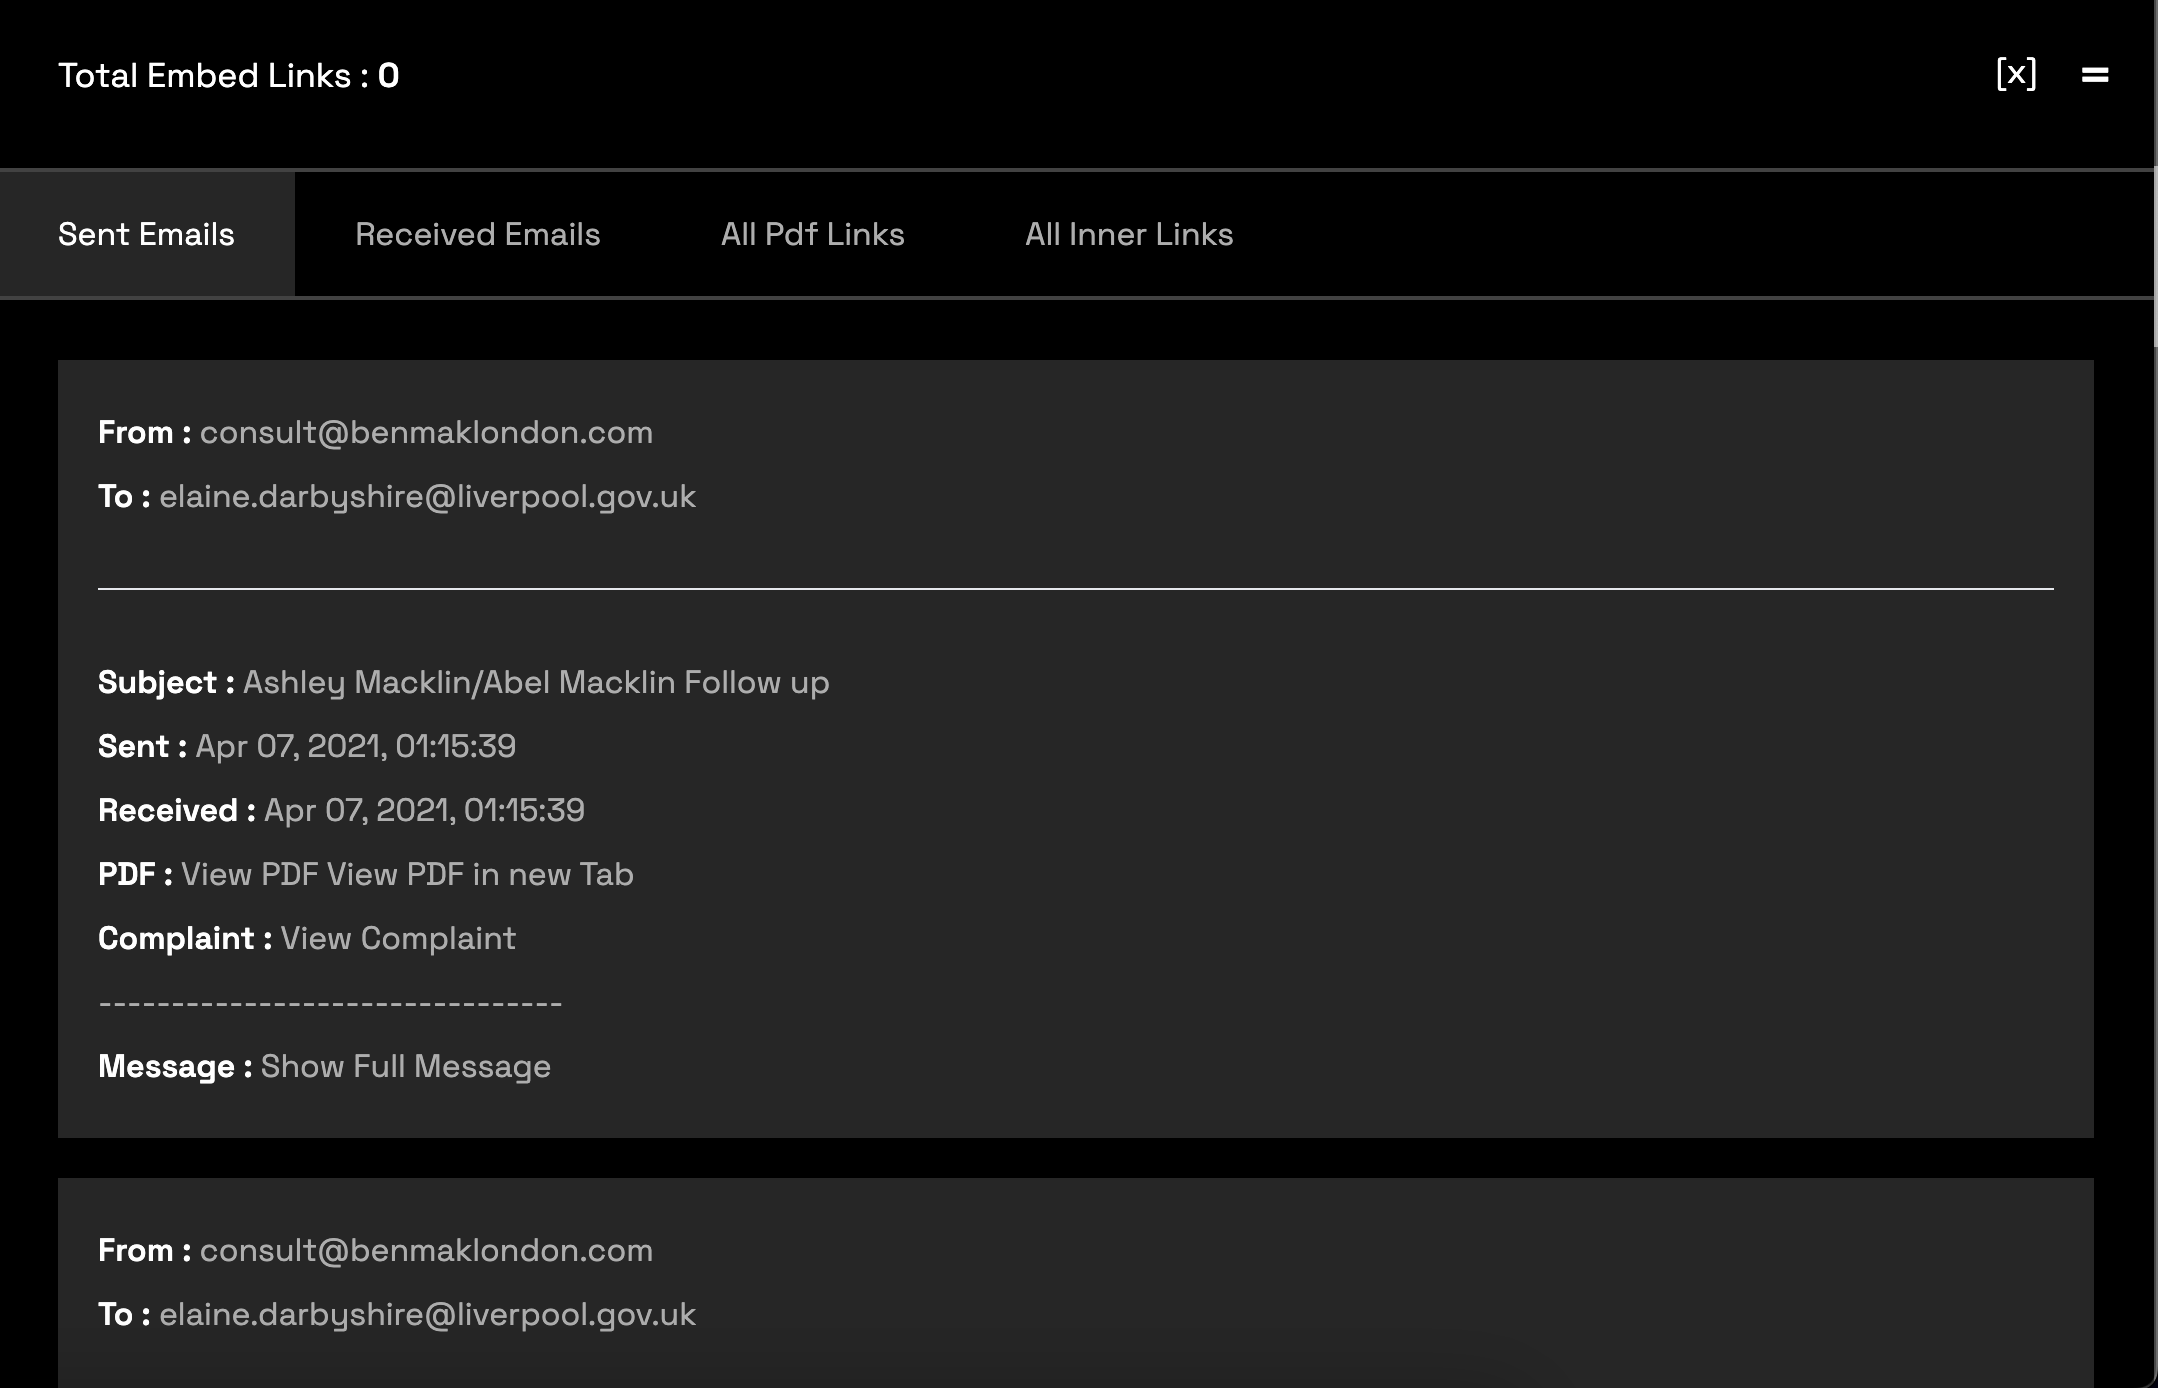 Total Embed Links : 0
[x] =
Sent Emails Received Emails All Pdf Links All Inner Links
From : consult@benmaklondon.com
To : elaine.darbyshire@liverpool.gov.uk
Subject : Ashley Macklin/Abel Macklin Follow up
Sent : Apr 07, 2021, 01:15:39
Received : Apr 07, 2021, 01:15:39
PDF : View PDF View PDF in new Tab
Complaint : View Complaint
--------------------------------
Message : Show Full Message
From : consult@benmaklondon.com
To : elaine.darbyshire@liverpool.gov.uk